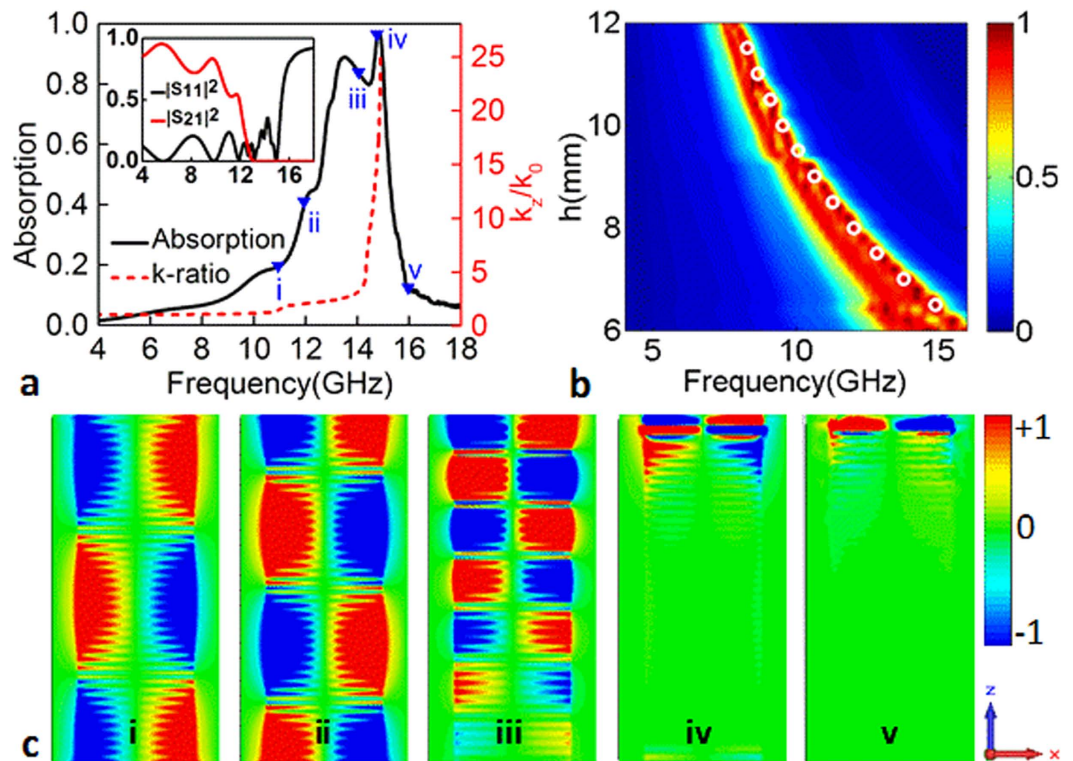 1.0
0.8
0.6
0.4
0.2
0.0
Absorption
4 6 8 10 12 14 16 18
Frequency(GHz)
25
20
15
10
5
0
kz/k0
1.0
0.5
0.0
4 8 12 16
|S11|²
|S21|²
Absorption
k-ratio
i
ii
iii
iv
v
a
12
10
8
6
h(mm)
5 10 15
Frequency(GHz)
1
0.5
0
b
i ii iii iv v
+1
0
-1
z
x
c